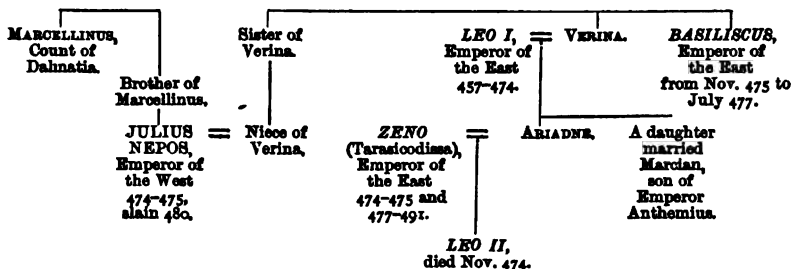 MARCELLINUS,
Count of
Dahnatia.
Brother of
Marcellinus.
JULIUS
NEPOS,
Emperor of
the West
474-475,
slain 480.
=
Sister of
Verina.
Niece of
Verina.
LEO I,
Emperor of
the East
457-474.
=
VERINA.
BASILISCUS,
Emperor of
the East
from Nov. 475 to
July 477.
ZENO
(Tarasicodissa),
Emperor of
the East
474-475 and
477-491.
=
ARIADNE.
A daughter
married
Marcian,
son of
Emperor
Anthemius.
LEO II,
died Nov. 474.